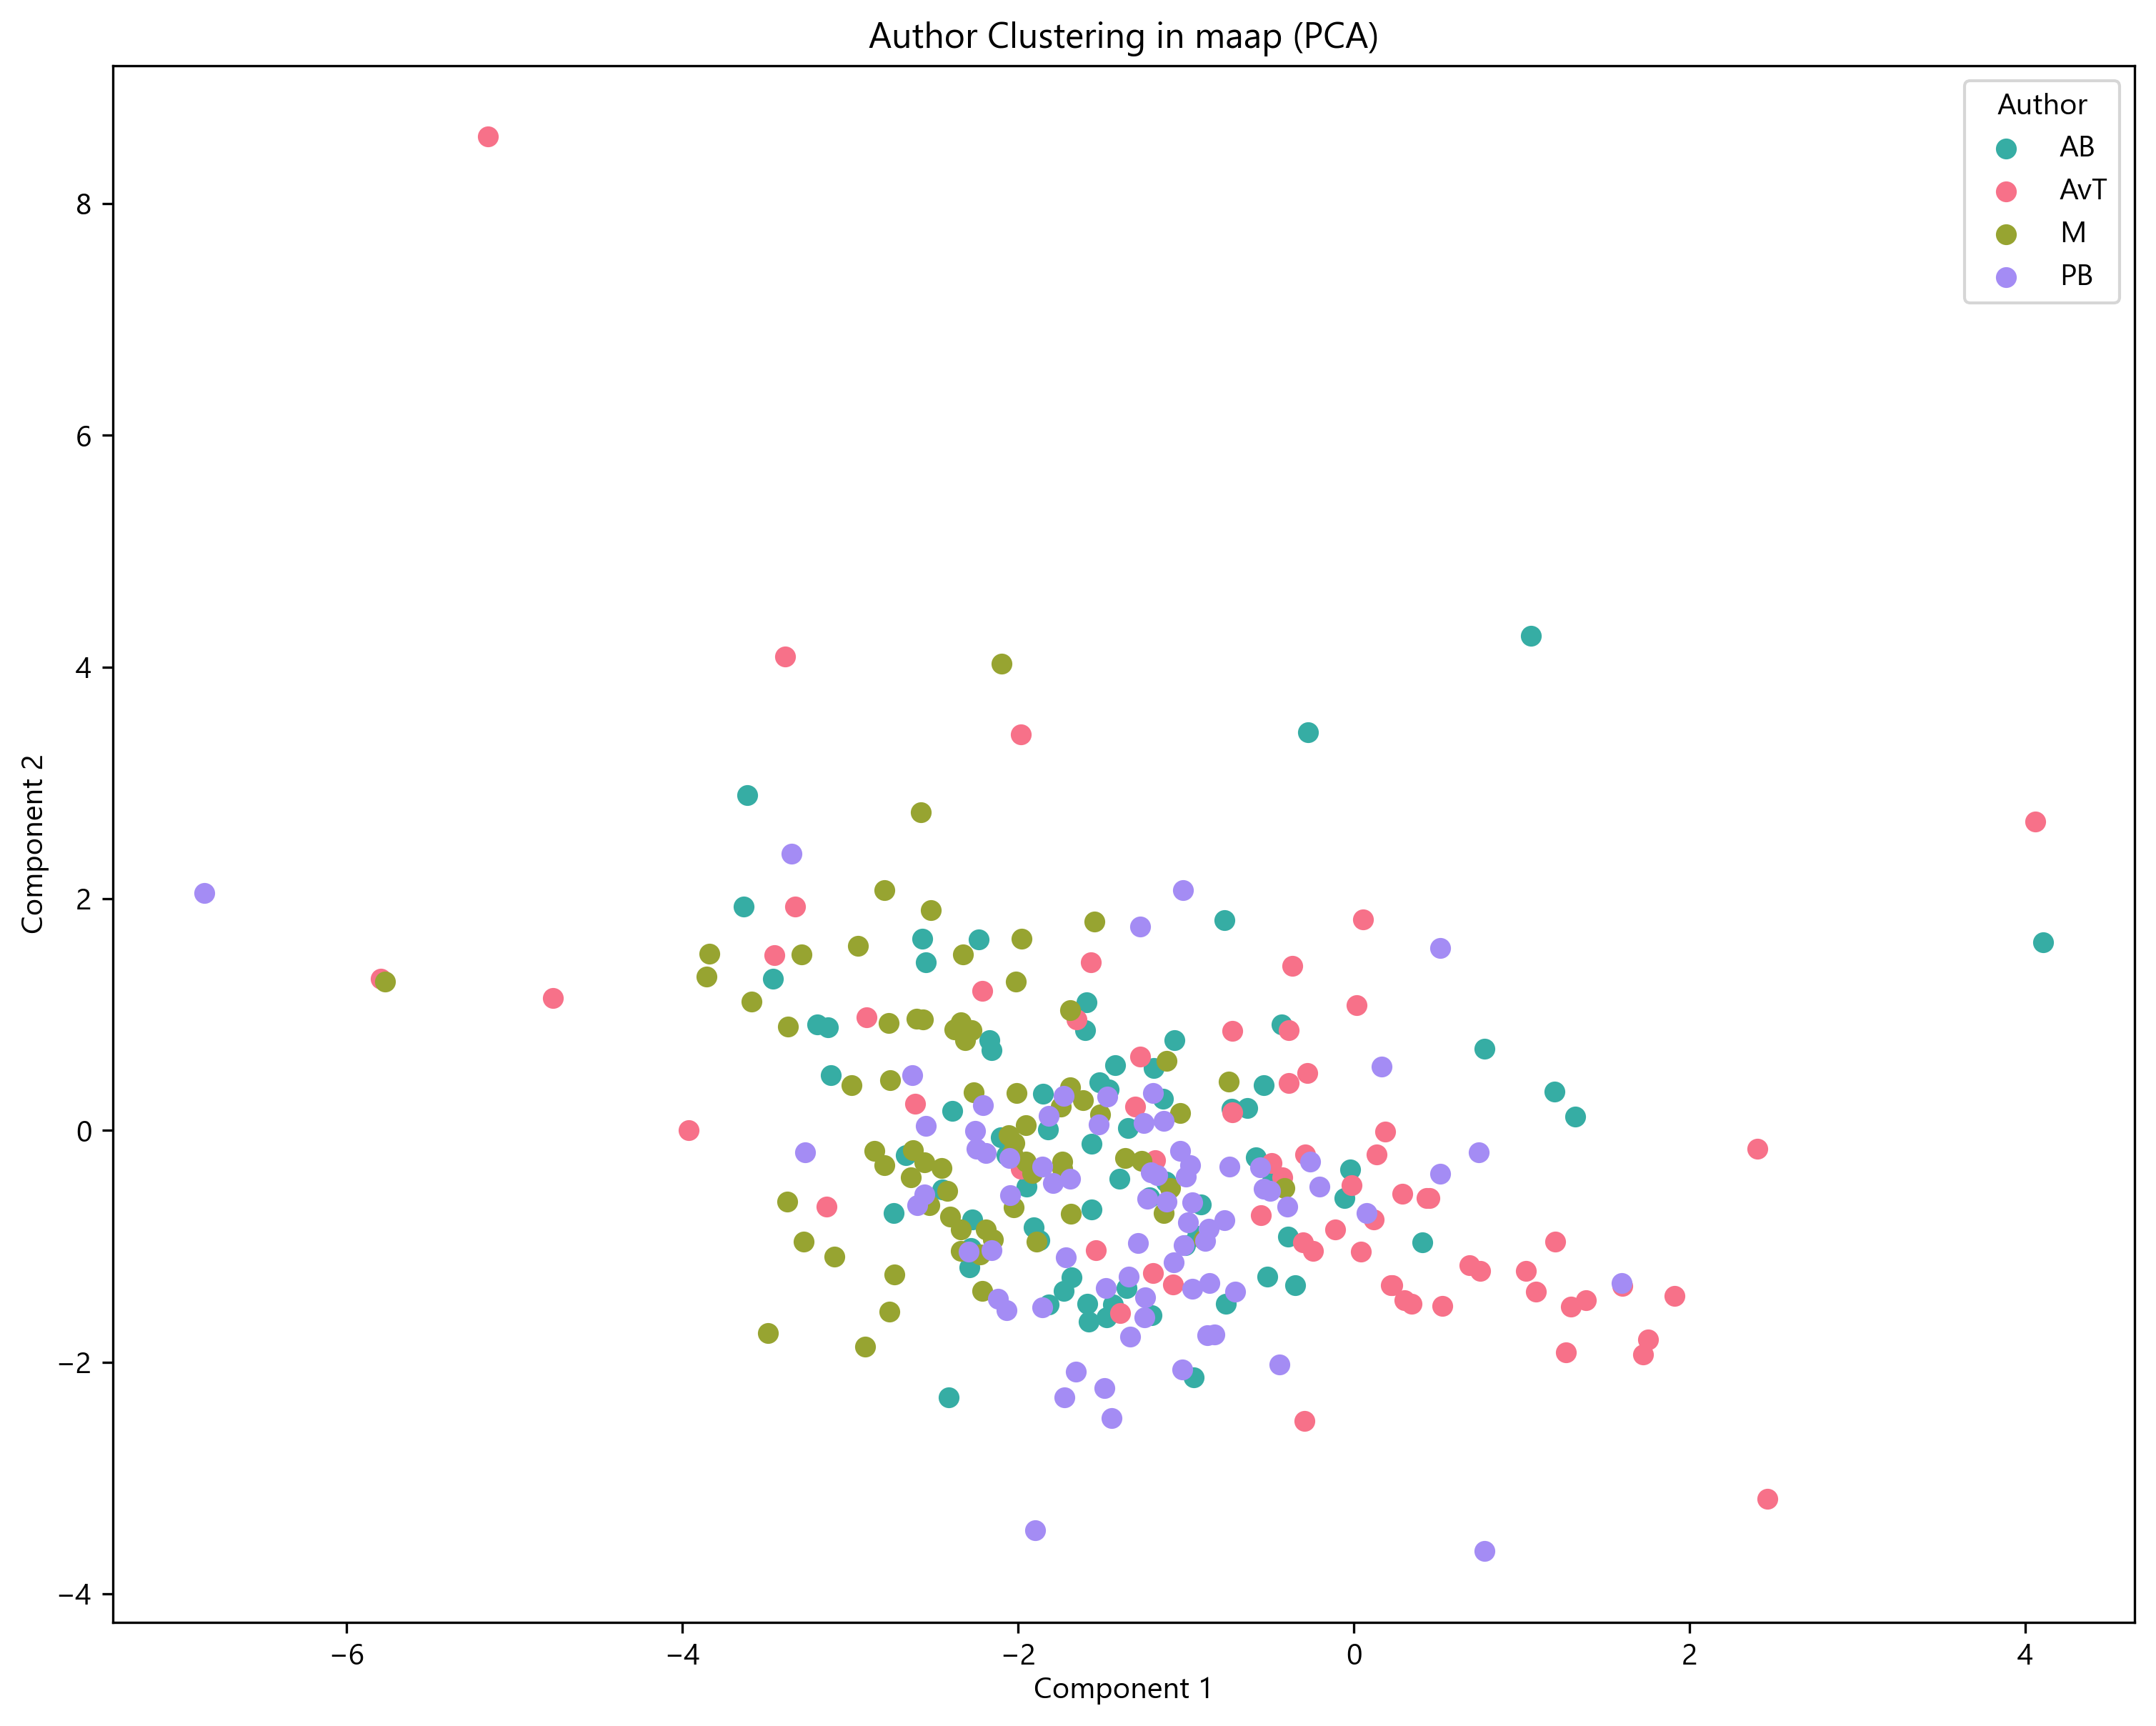 Author Clustering in maap (PCA)
Author
AB
AvT
M
PB
8
6
4
2
0
−2
−4
Component 2
−6
−4
−2
0
2
4
Component 1